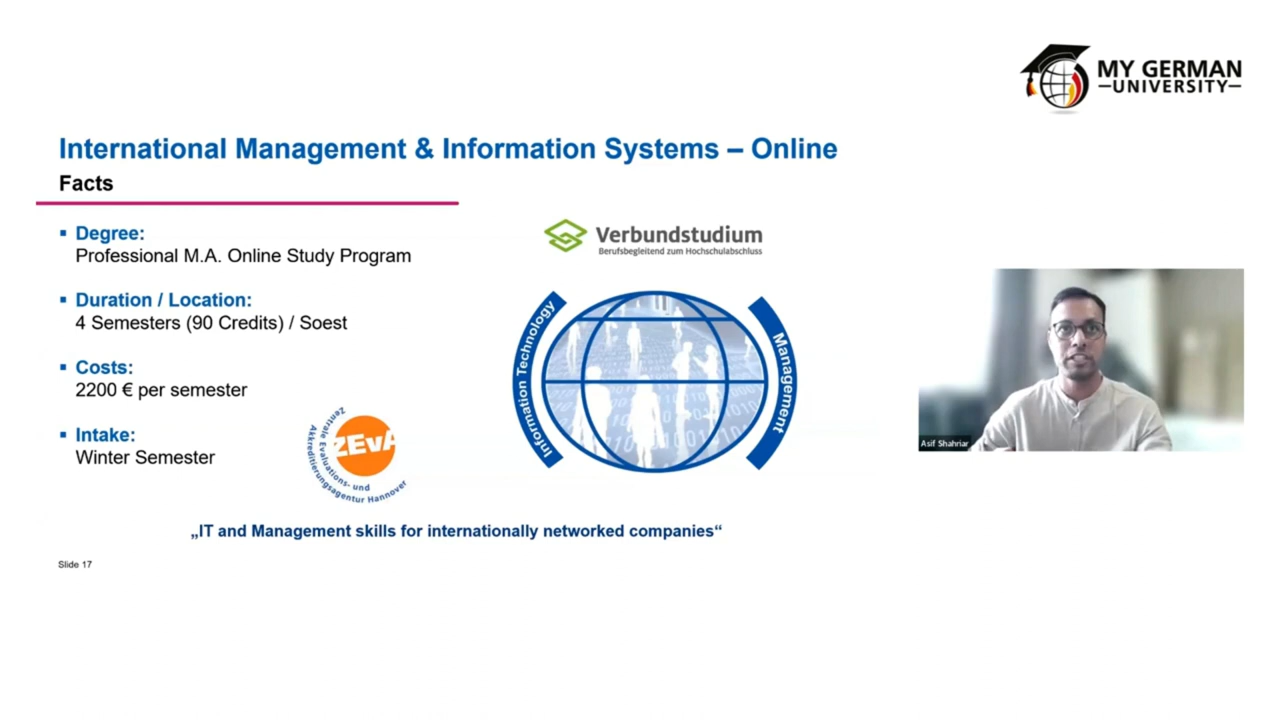 MY GERMAN
UNIVERSITY
International Management & Information Systems – Online
Facts
▪ Degree:
Professional M.A. Online Study Program
▪ Duration / Location:
4 Semesters (90 Credits) / Soest
▪ Costs:
2200 € per semester
▪ Intake:
Winter Semester
ZEvA
Zentrale Evaluations- und
Akkreditierungsagentur Hannover
Verbundstudium
Berufsbegleitend zum Hochschulabschluss
Information Technology
Management
„IT and Management skills for internationally networked companies“
Slide 17
Asif Shahriar